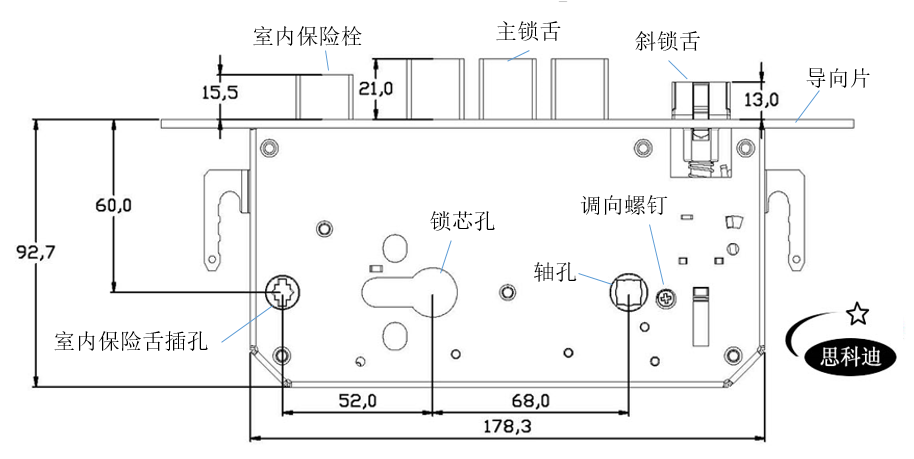 室内保险栓
主锁舌
斜锁舌
导向片
15,5
21,0
13,0
60,0
92,7
锁芯孔
调向螺钉
轴孔
室内保险舌插孔
思科迪
52,0
68,0
178,3